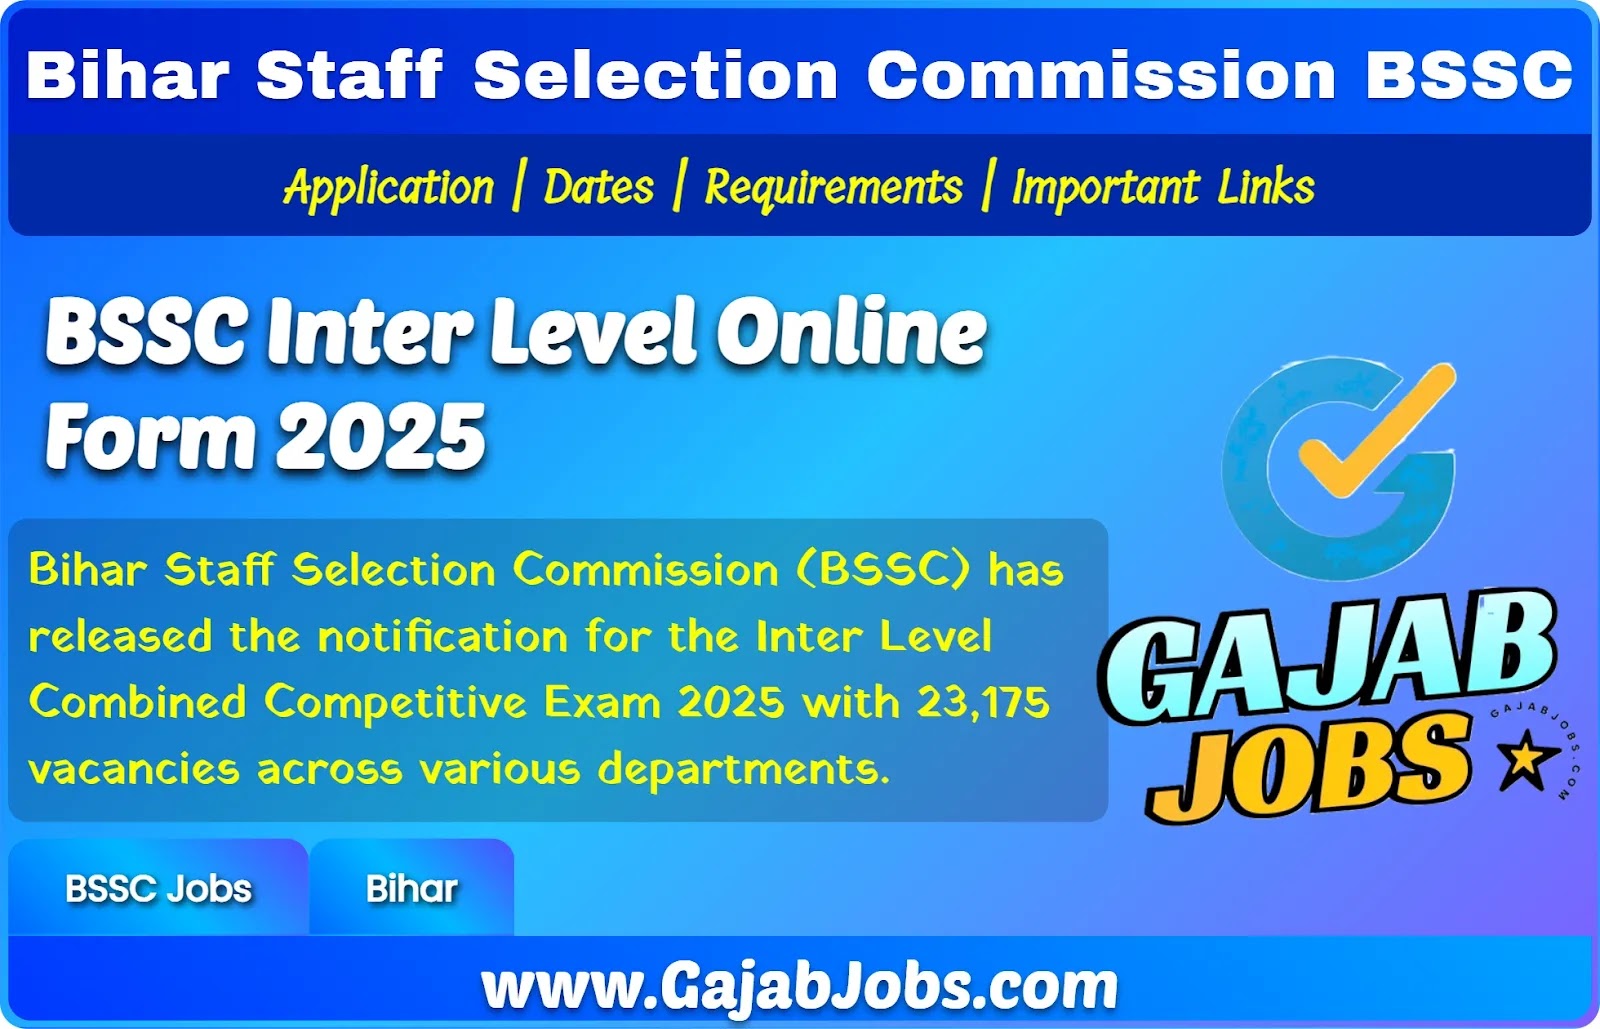 Bihar Staff Selection Commission BSSC
Application | Dates | Requirements | Important Links
BSSC Inter Level Online
Form 2025
Bihar Staff Selection Commission (BSSC) has
released the notification for the Inter Level
Combined Competitive Exam 2025 with 23,175
vacancies across various departments.
GAJAB
JOBS
GAJABJOBS.COM
BSSC Jobs
Bihar
www.GajabJobs.com